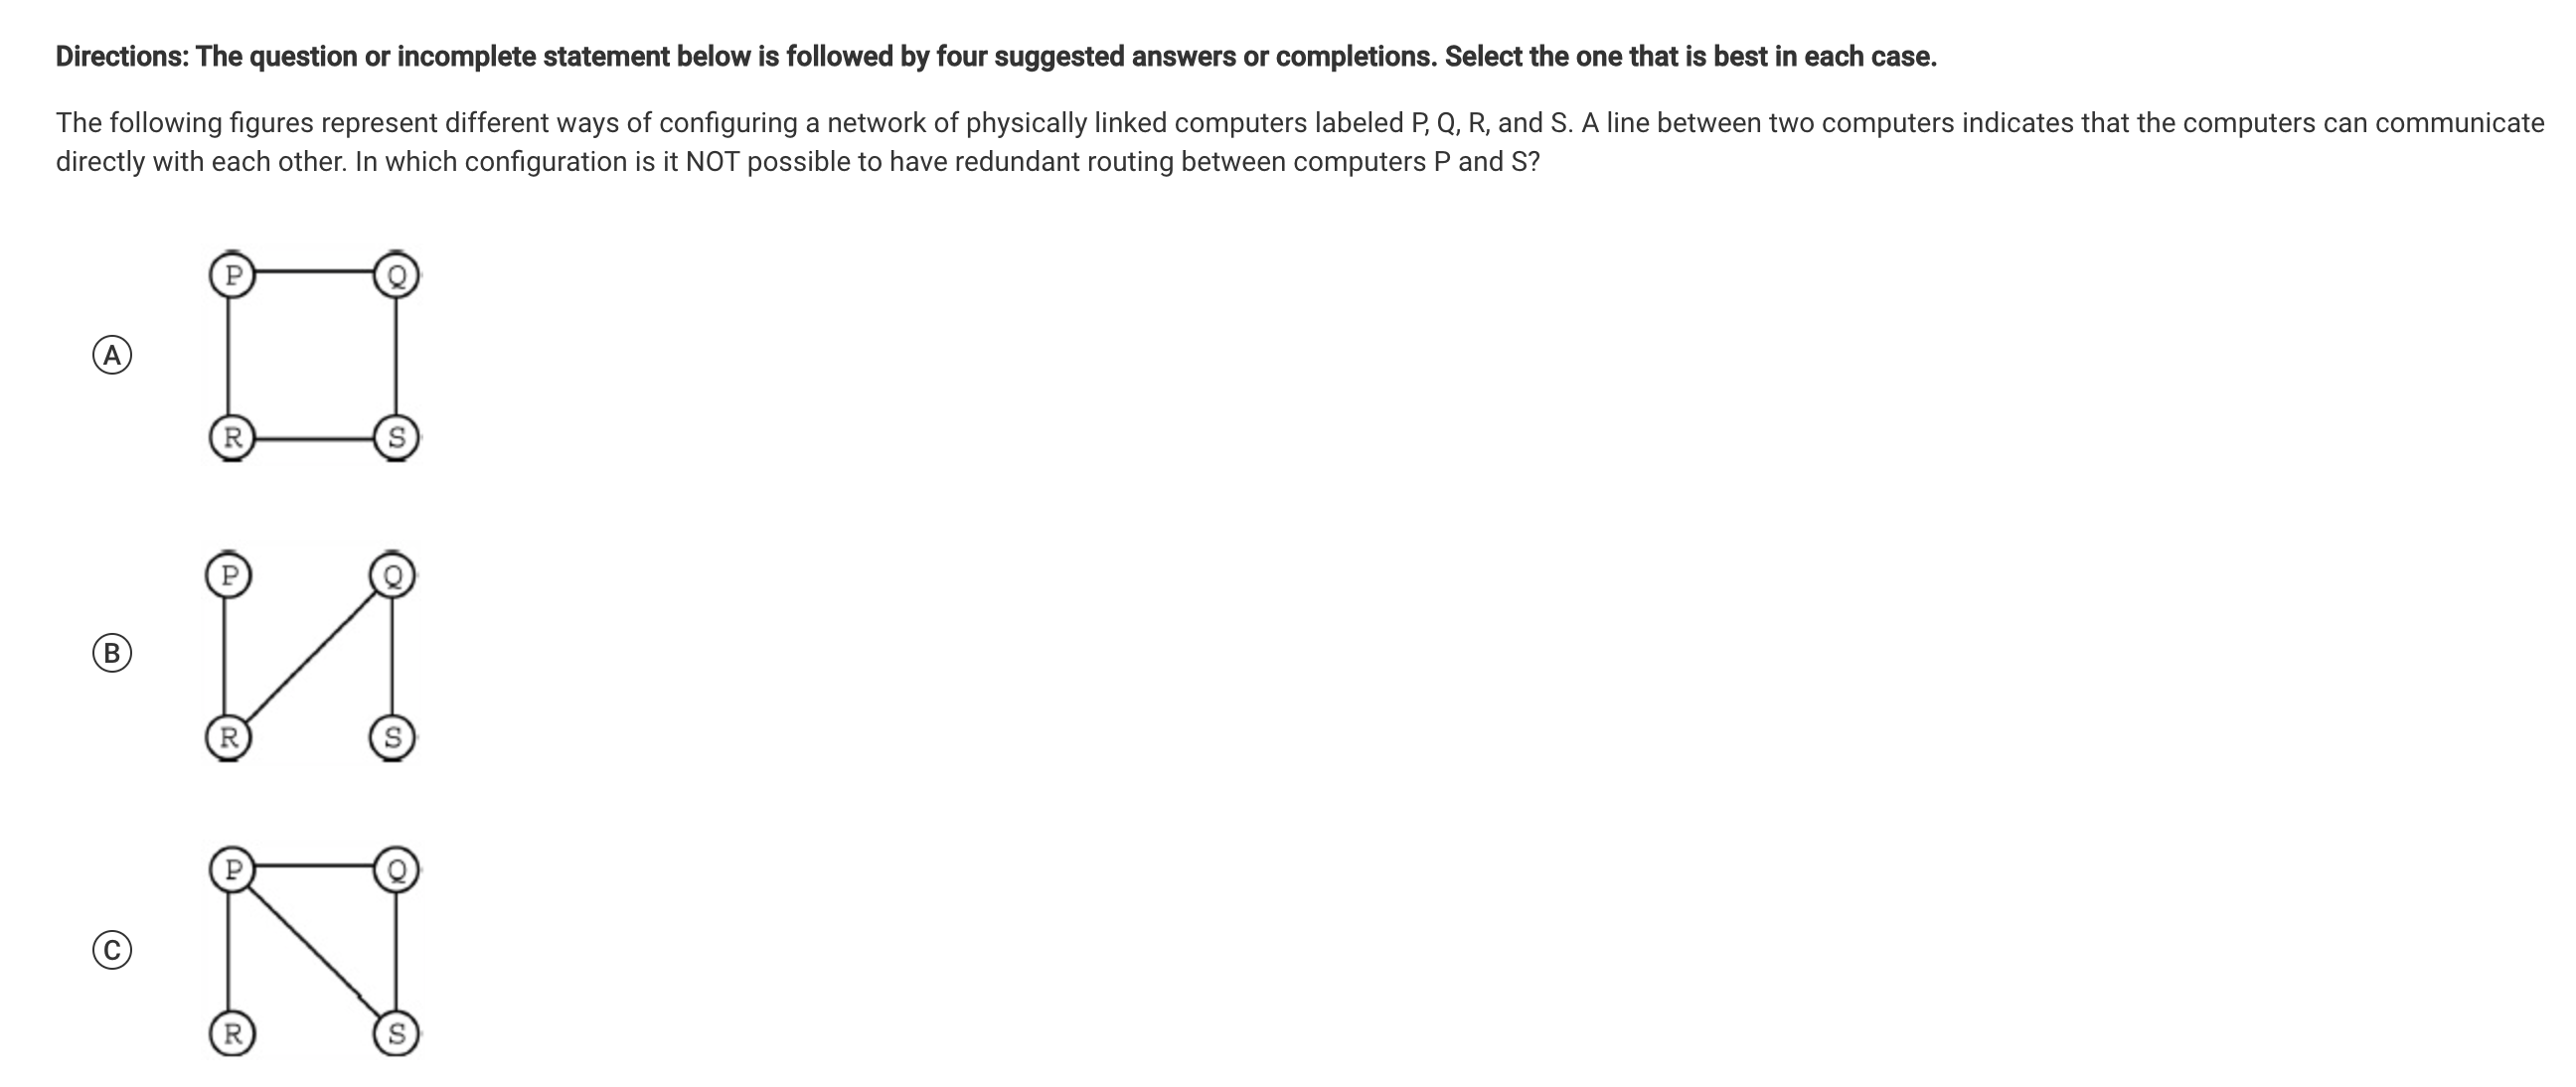 Directions: The question or incomplete statement below is followed by four suggested answers or completions. Select the one that is best in each case.
The following figures represent different ways of configuring a network of physically linked computers labeled P, Q, R, and S. A line between two computers indicates that the computers can communicate
directly with each other. In which configuration is it NOT possible to have redundant routing between computers P and S?
P Q
A
R S
P Q
B
R S
P Q
C
R S